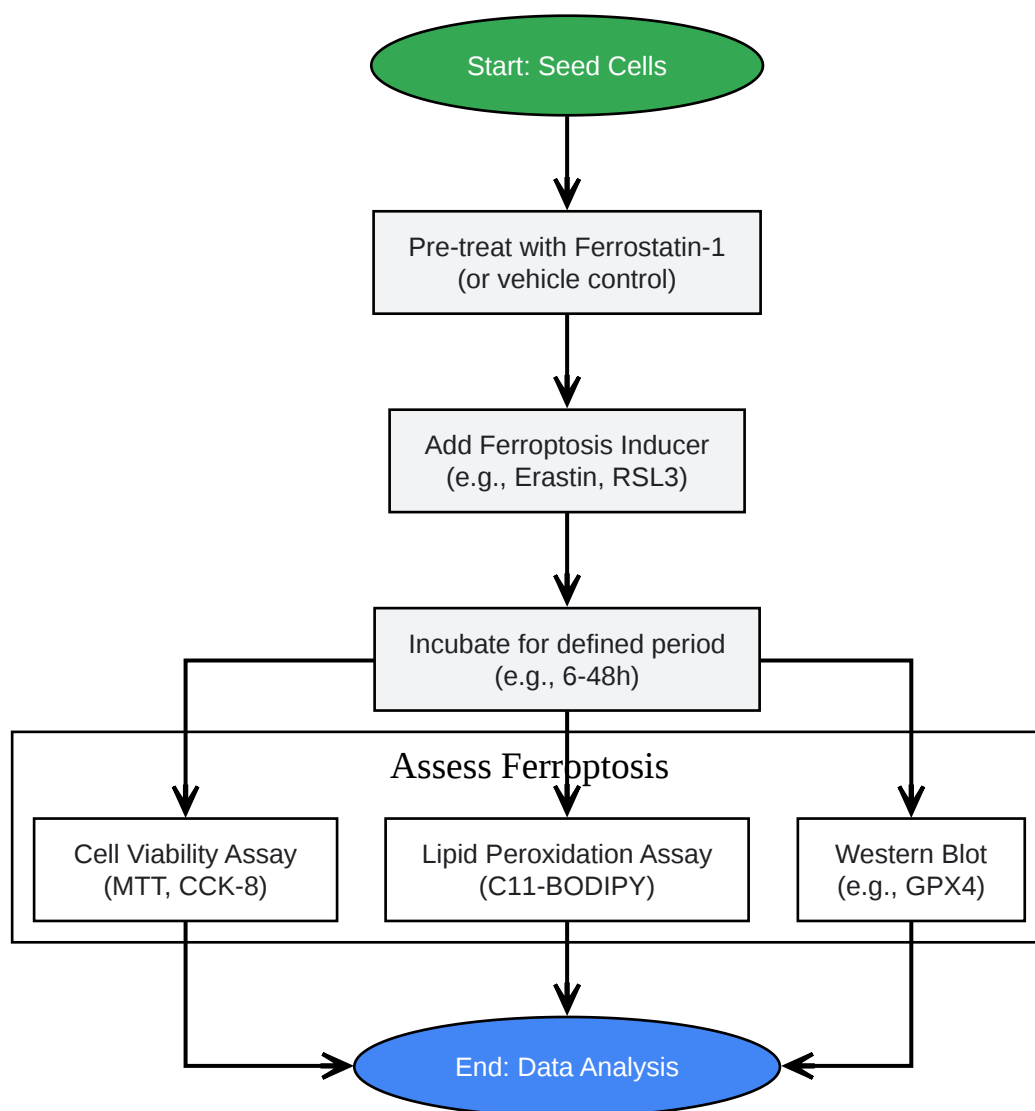 Start: Seed Cells
Pre-treat with Ferrostatin-1
(or vehicle control)
Add Ferroptosis Inducer
(e.g., Erastin, RSL3)
Incubate for defined period
(e.g., 6-48h)
Assess Ferroptosis
Cell Viability Assay
(MTT, CCK-8)
Lipid Peroxidation Assay
(C11-BODIPY)
Western Blot
(e.g., GPX4)
End: Data Analysis